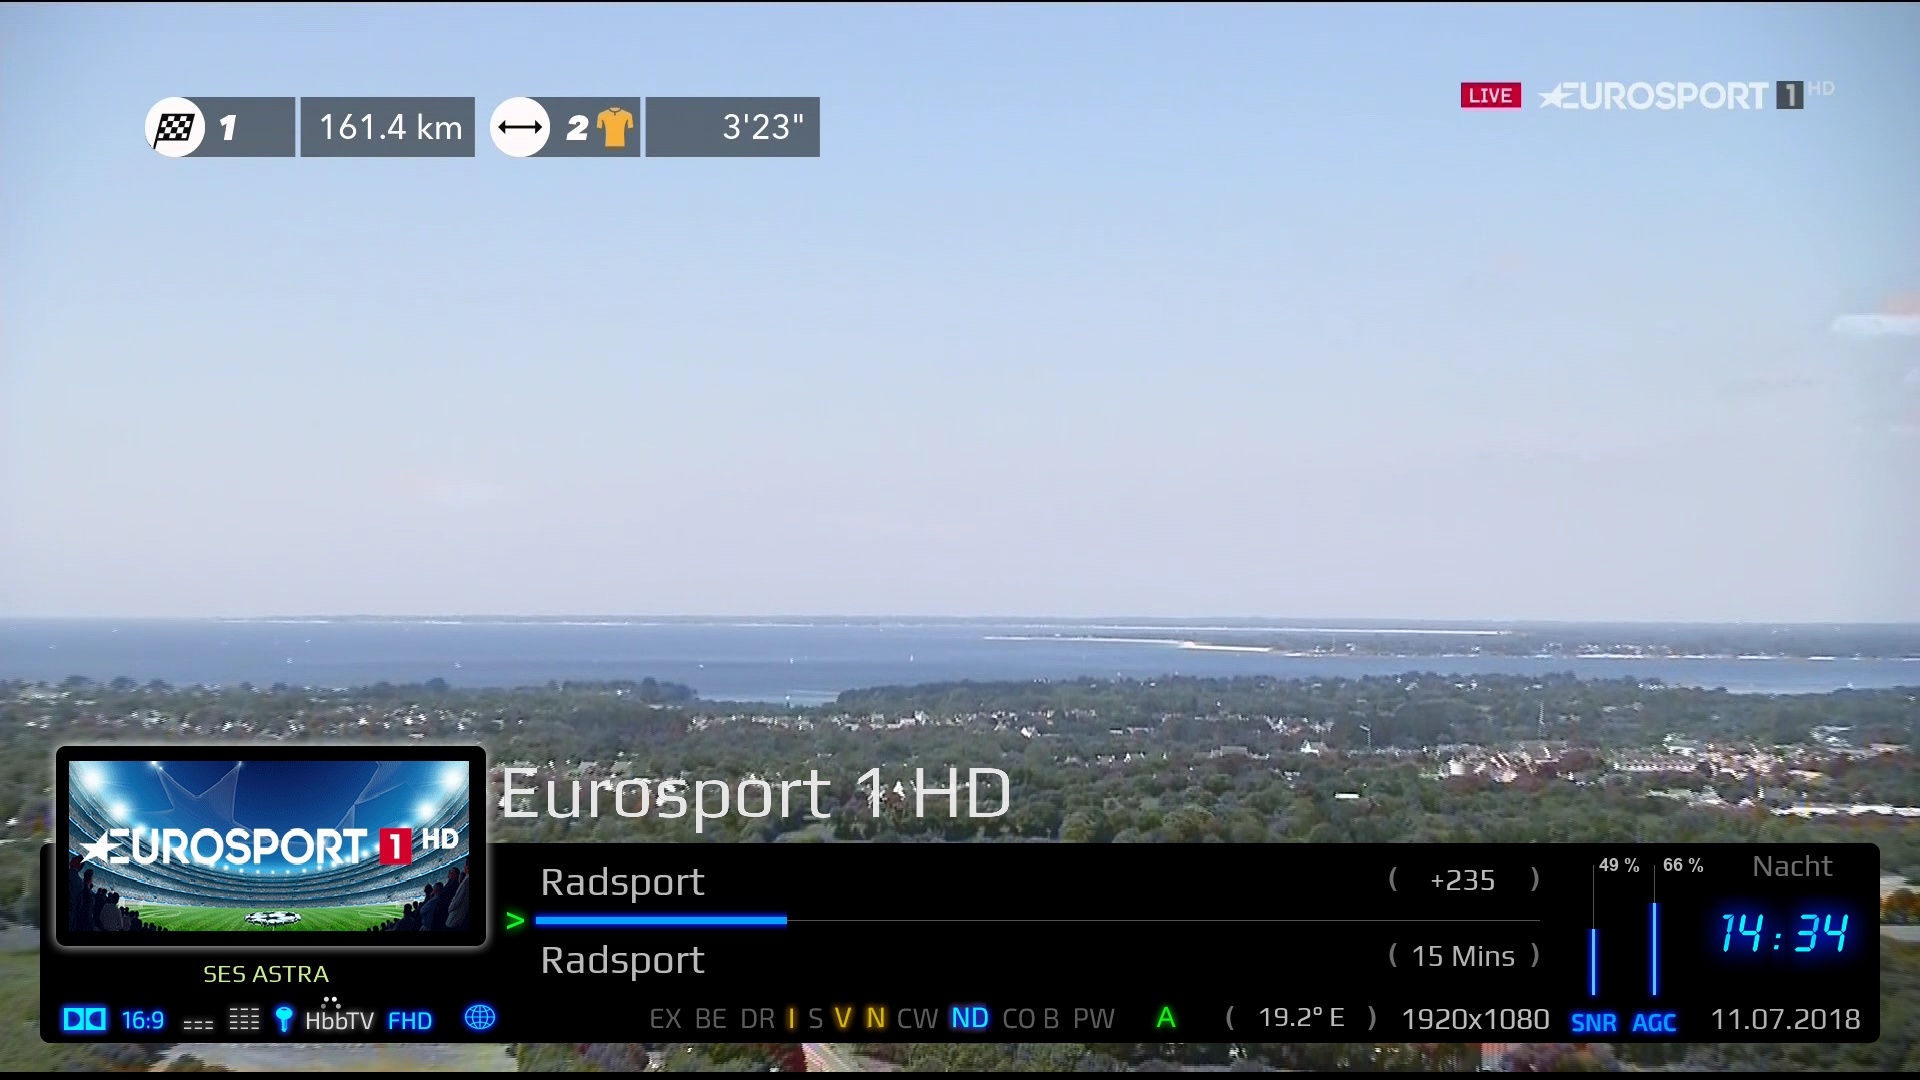 1 161.4 km 2 3'23"
LIVE EUROSPORT 1 HD
Eurosport 1 HD
EUROSPORT 1 HD
Radsport ( +235 )
>
Radsport ( 15 Mins )
49 % 66 %
Nacht
14:34
SES ASTRA
16:9 HbbTV FHD EX BE DR I S V N CW ND CO B PW A ( 19.2° E ) 1920x1080 SNR AGC 11.07.2018